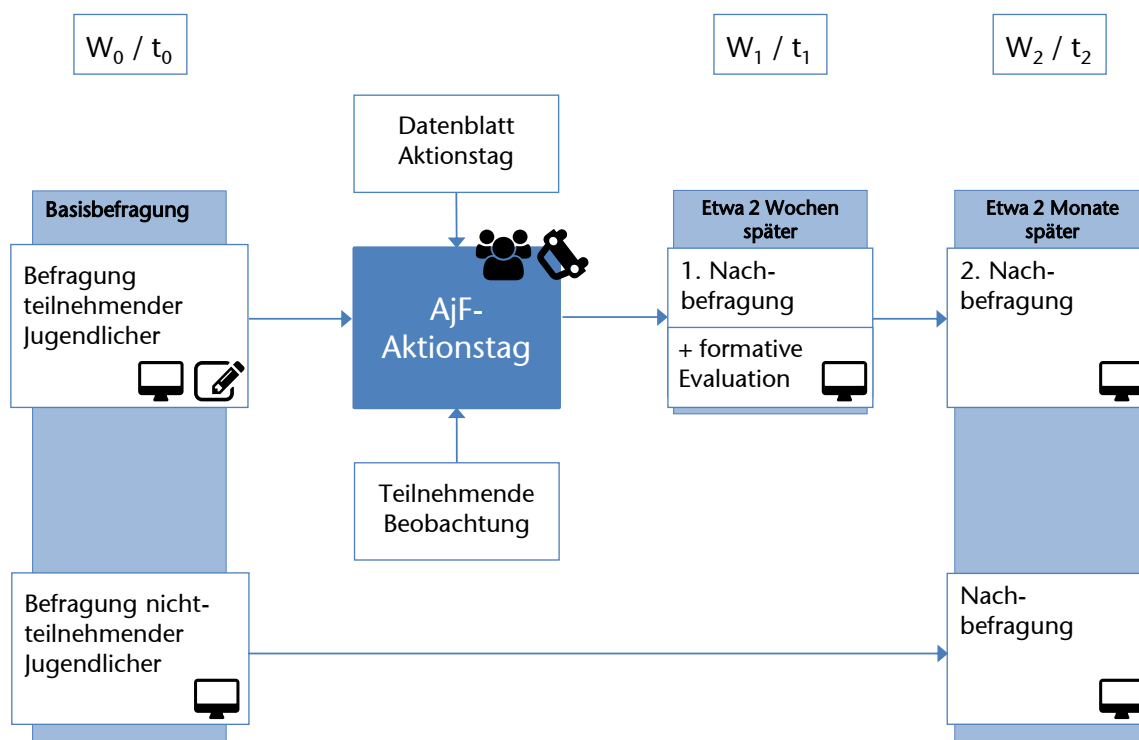 W₀ / t₀
W₁ / t₁
W₂ / t₂
Datenblatt
Aktionstag
Basisbefragung
Befragung
teilnehmender
Jugendlicher
AjF-
Aktionstag
Etwa 2 Wochen
später
1. Nach-
befragung
+ formative
Evaluation
Etwa 2 Monate
später
2. Nach-
befragung
Teilnehmende
Beobachtung
Befragung nicht-
teilnehmender
Jugendlicher
Nach-
befragung